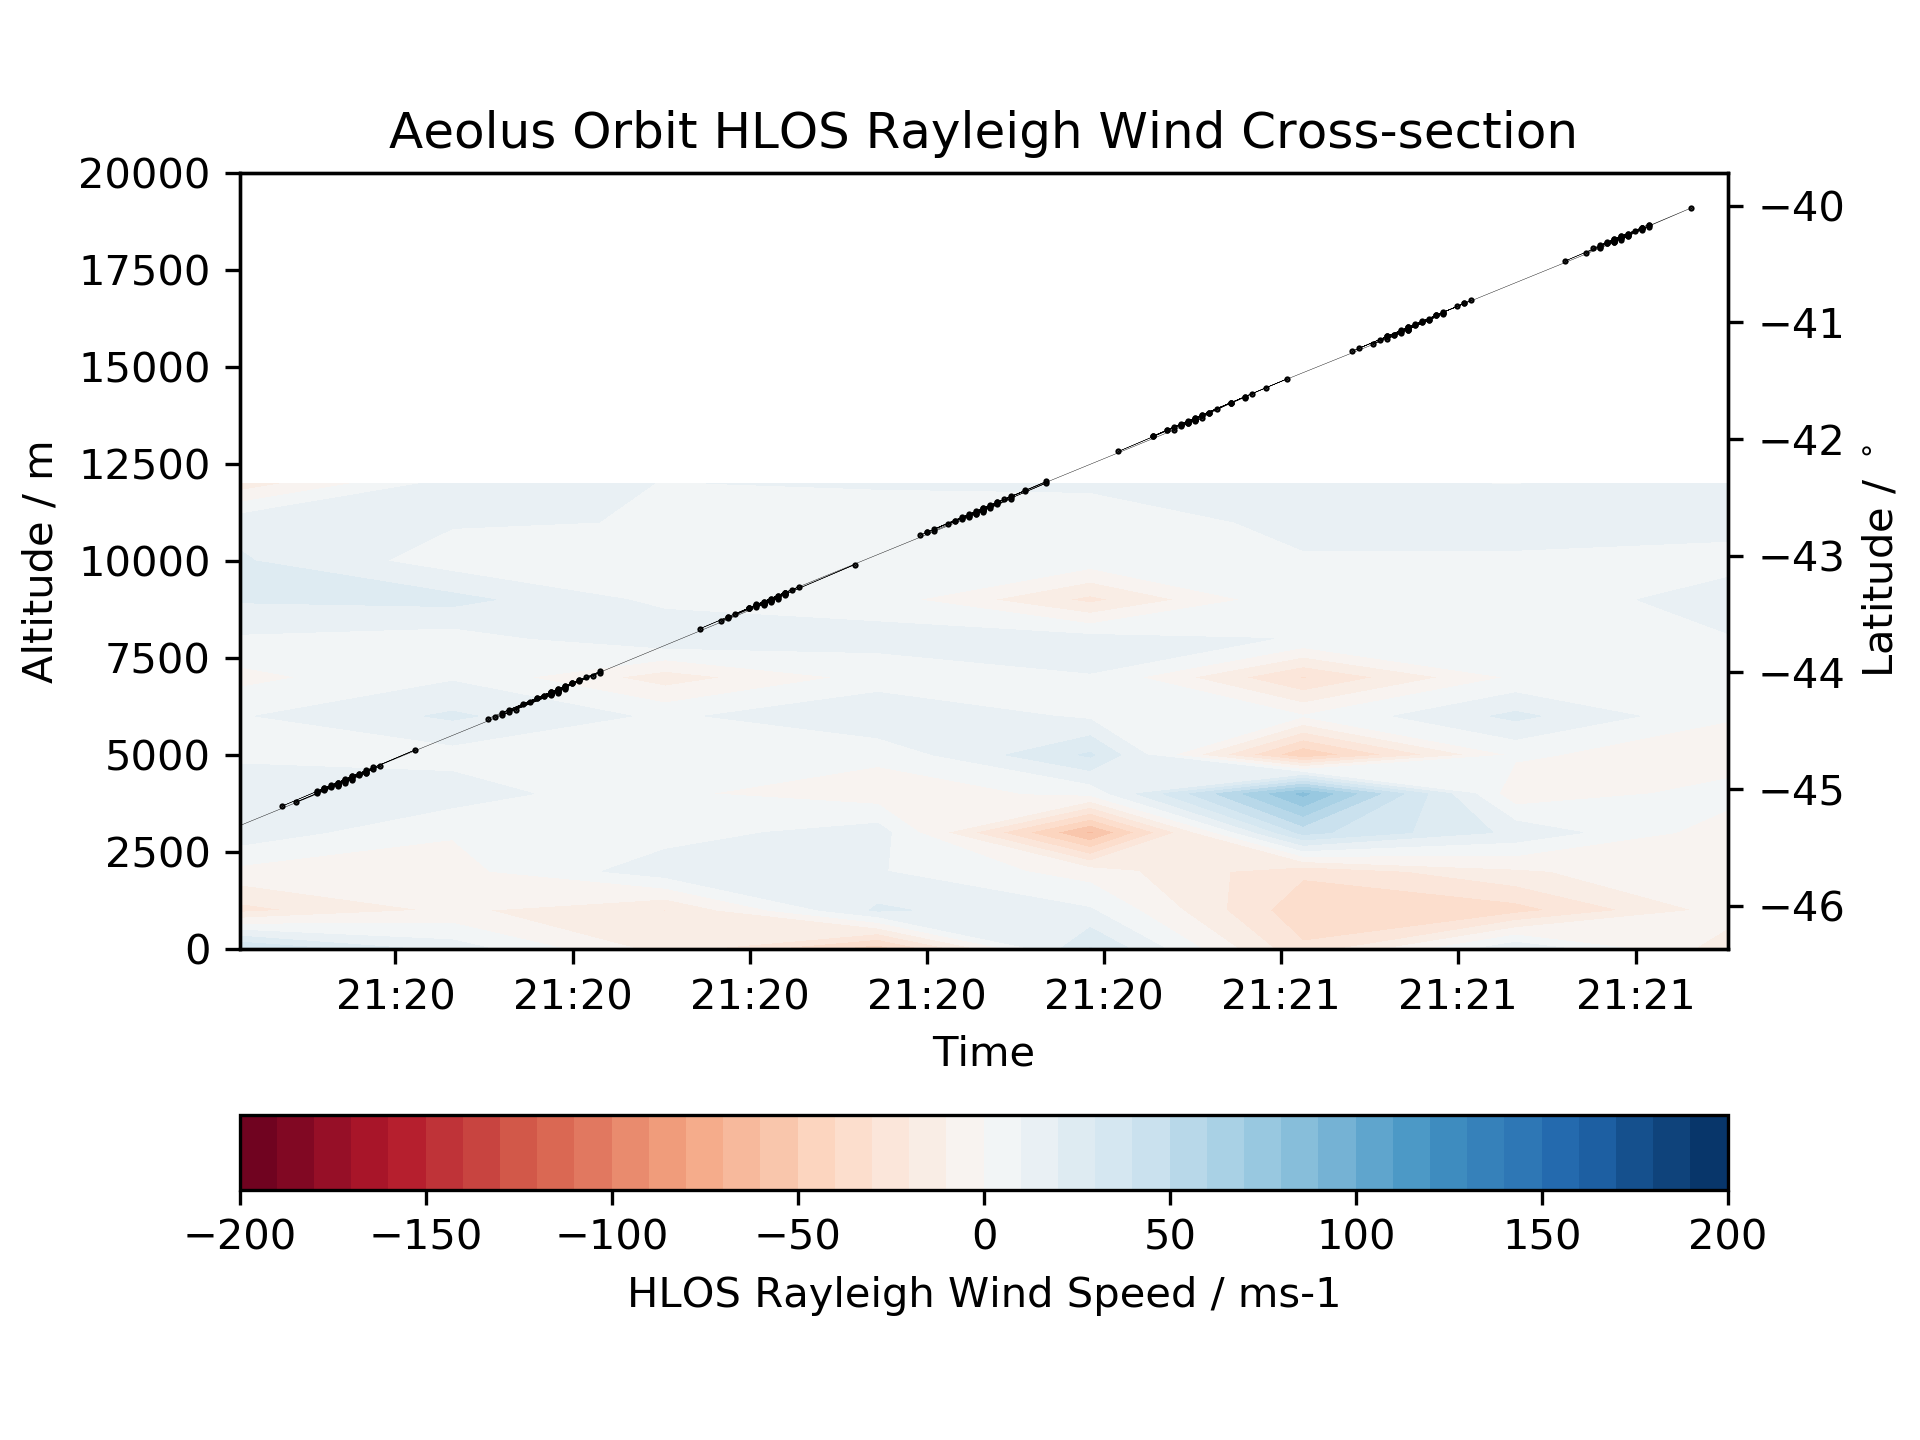 Aeolus Orbit HLOS Rayleigh Wind Cross-section
20000
17500
15000
12500
10000
7500
5000
2500
0
Altitude / m
−40
−41
−42
−43
−44
−45
−46
Latitude / °
21:20 21:20 21:20 21:20 21:20 21:21 21:21 21:21
Time
−200 −150 −100 −50 0 50 100 150 200
HLOS Rayleigh Wind Speed / ms-1